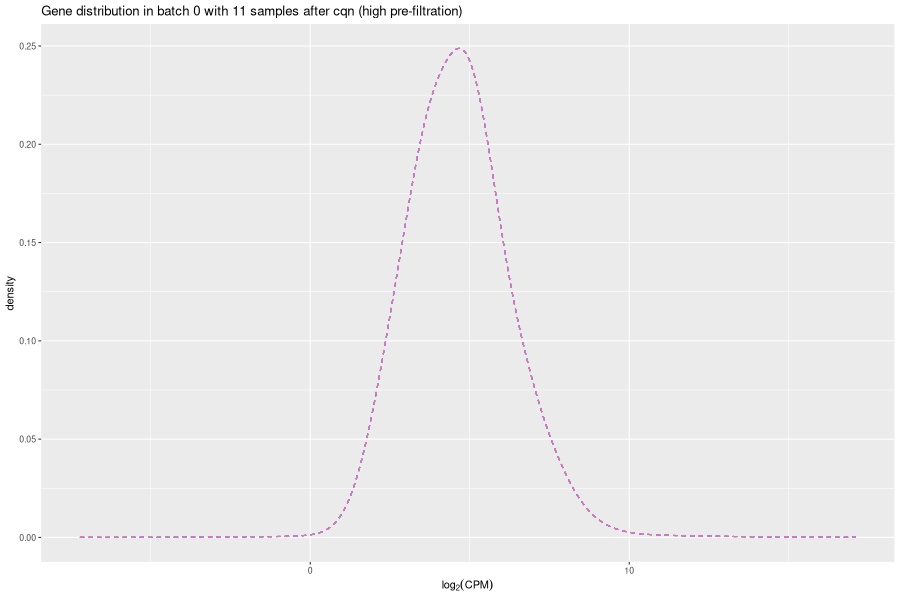 Gene distribution in batch 0 with 11 samples after cqn (high pre-filtration)
0.25
0.20
0.15
density
0.10
0.05
0.00
0 10
log2(CPM)